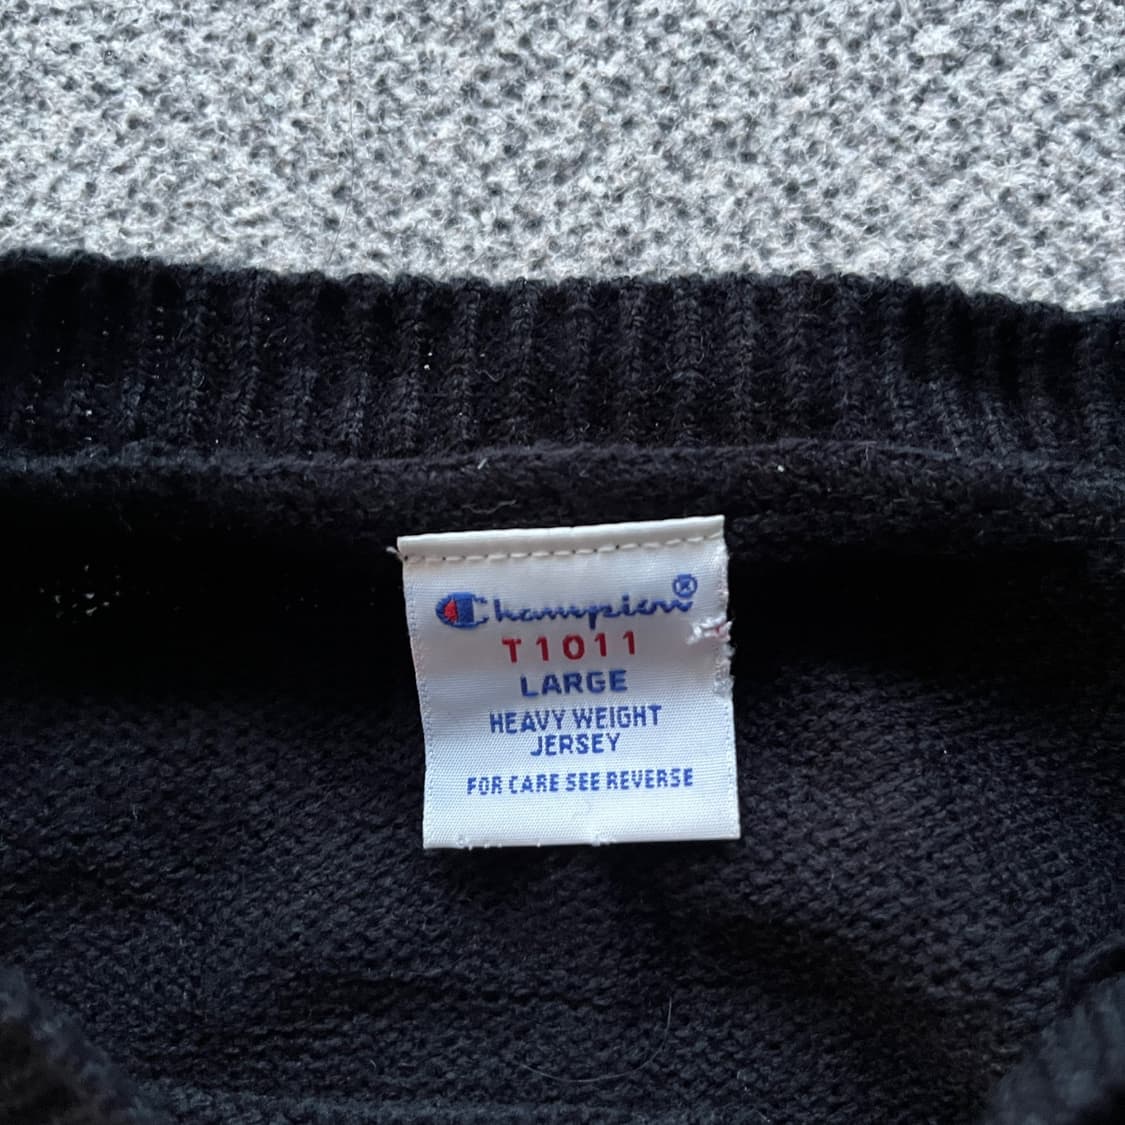 Champion®
T1011
LARGE
HEAVY WEIGHT
JERSEY
FOR CARE SEE REVERSE